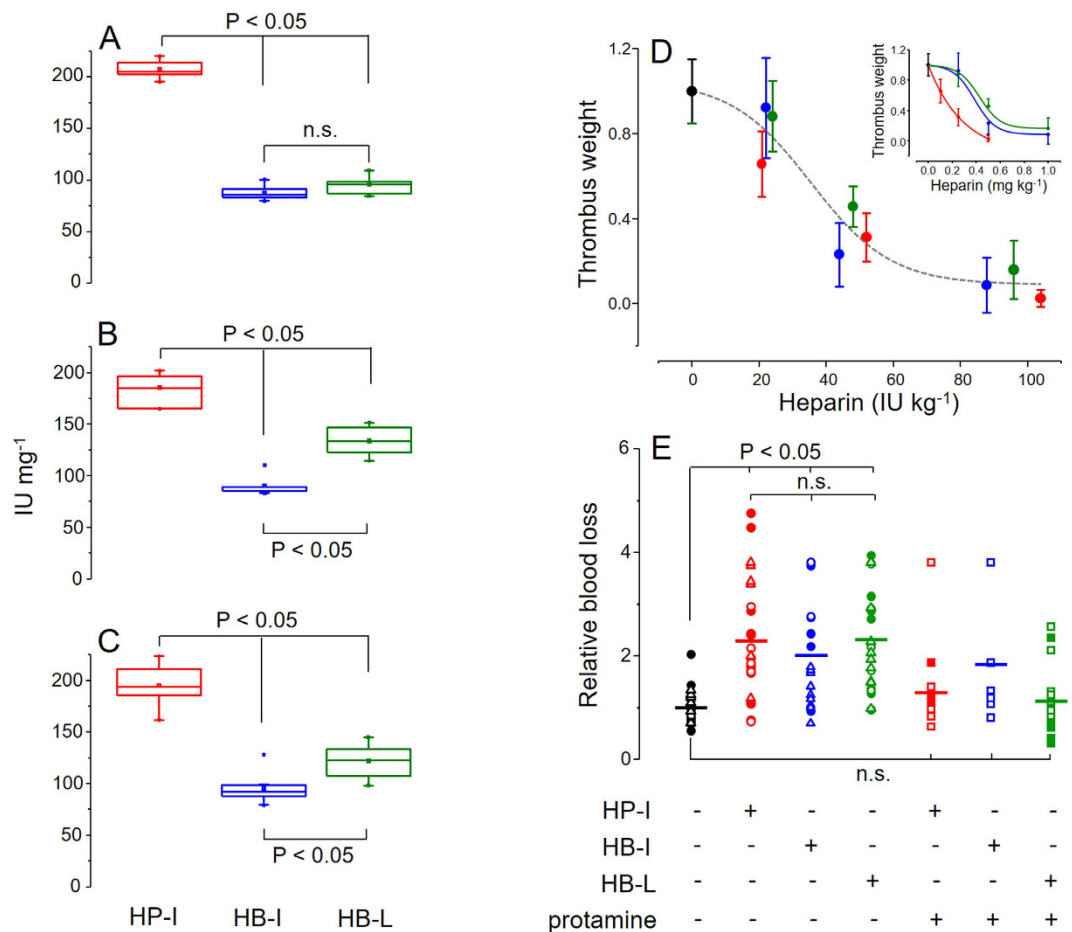 A
P < 0.05
n.s.
200
150
100
50
0
B
P < 0.05
P < 0.05
200
150
100
50
0
IU mg-1
C
P < 0.05
P < 0.05
200
150
100
50
0
HP-I HB-I HB-L
D
1.2
0.8
0.4
0.0
Thrombus weight
0 20 40 60 80 100
Heparin (IU kg-1)
1.2
0.8
0.4
0.0
Thrombus weight
0.0 0.2 0.4 0.6 0.8 1.0
Heparin (mg kg-1)
E
P < 0.05
n.s.
6
4
2
0
Relative blood loss
n.s.
HP-I - + - - + - -
HB-I - - + - - + -
HB-L - - - + - - +
protamine - - - - + + +